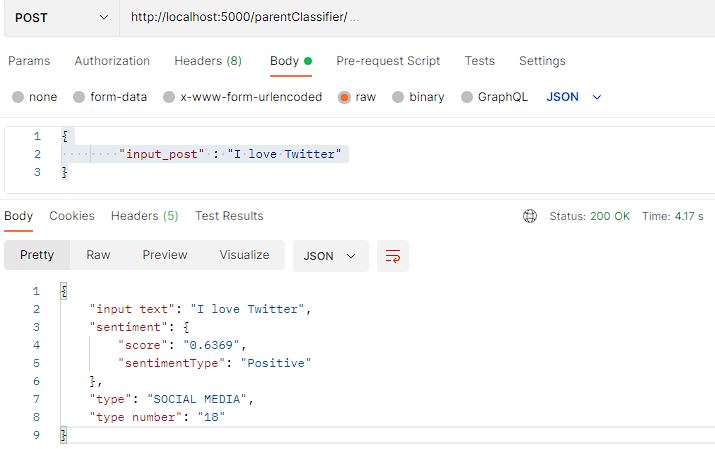 POST http://localhost:5000/parentClassifier/...
Params Authorization Headers (8) Body Pre-request Script Tests Settings
none form-data x-www-form-urlencoded raw binary GraphQL JSON
1 {
2 "input_post" : "I love Twitter"
3 }
Body Cookies Headers (5) Test Results Status: 200 OK Time: 4.17 s
Pretty Raw Preview Visualize JSON
1 {
2 "input text": "I love Twitter",
3 "sentiment": {
4 "score": "0.6369",
5 "sentimentType": "Positive"
6 },
7 "type": "SOCIAL MEDIA",
8 "type number": "18"
9 }